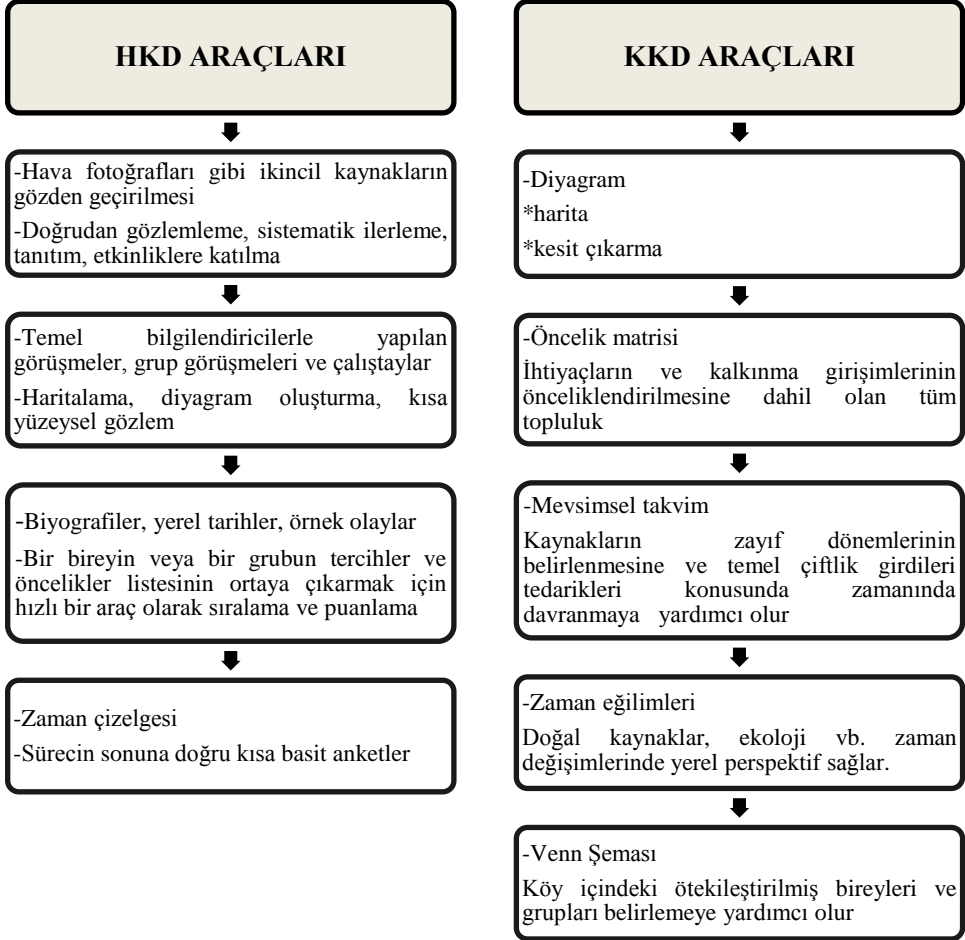 HKD ARAÇLARI
-Hava fotoğrafları gibi ikincil kaynakların
gözden geçirilmesi
-Doğrudan gözlemleme, sistematik ilerleme,
tanıtım, etkinliklere katılma
-Temel bilgilendiricilerle yapılan
görüşmeler, grup görüşmeleri ve çalıştaylar
-Haritalama, diyagram oluşturma, kısa
yüzeysel gözlem
-Biyografiler, yerel tarihler, örnek olaylar
-Bir bireyin veya bir grubun tercihler ve
öncelikler listesinin ortaya çıkarmak için
hızlı bir araç olarak sıralama ve puanlama
-Zaman çizelgesi
-Sürecin sonuna doğru kısa basit anketler
KKD ARAÇLARI
-Diyagram
*harita
*kesit çıkarma
-Öncelik matrisi
İhtiyaçların ve kalkınma girişimlerinin
önceliklendirilmesine dahil olan tüm
topluluk
-Mevsimsel takvim
Kaynakların zayıf dönemlerinin
belirlenmesine ve temel çiftlik girdileri
tedarikleri konusunda zamanında
davranmaya yardımcı olur
-Zaman eğilimleri
Doğal kaynaklar, ekoloji vb. zaman
değişimlerinde yerel perspektif sağlar.
-Venn Şeması
Köy içindeki ötekileştirilmiş bireyleri ve
grupları belirlemeye yardımcı olur